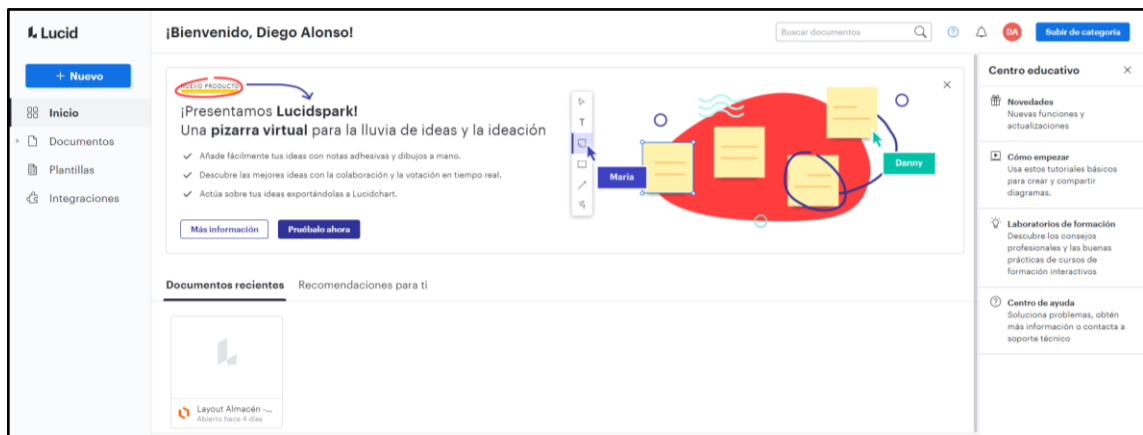 Lucid
¡Bienvenido, Diego Alonso!
Buscar documentos
DA
Subir de categoría
+ Nuevo
Inicio
Documentos
Plantillas
Integraciones
NUEVO PRODUCTO
¡Presentamos Lucidspark!
Una pizarra virtual para la lluvia de ideas y la ideación
Añade fácilmente tus ideas con notas adhesivas y dibujos a mano.
Descubre las mejores ideas con la colaboración y la votación en tiempo real.
Actúa sobre tus ideas exportándolas a Lucidchart.
Más información
Pruébalo ahora
T
Maria
Danny
Documentos recientes
Recomendaciones para ti
Layout Almacén -...
Abierto hace 4 días
Centro educativo
Novedades
Nuevas funciones y
actualizaciones
Cómo empezar
Usa estos tutoriales básicos
para crear y compartir
diagramas.
Laboratorios de formación
Descubre los consejos
profesionales y las buenas
prácticas de cursos de
formación interactivos
Centro de ayuda
Soluciona problemas, obtén
más información o contacta a
soporte técnico